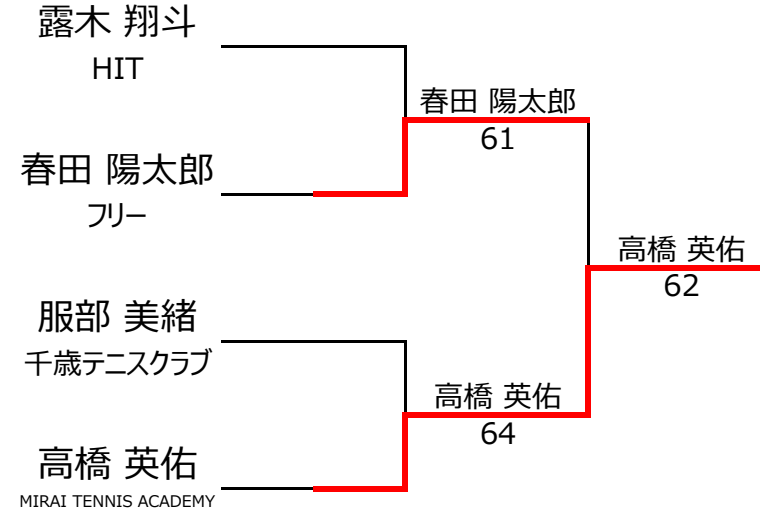 露木 翔斗
HIT
春田 陽太郎
61
春田 陽太郎
フリー
高橋 英佑
62
服部 美緒
千歳テニスクラブ
高橋 英佑
64
高橋 英佑
MIRAI TENNIS ACADEMY